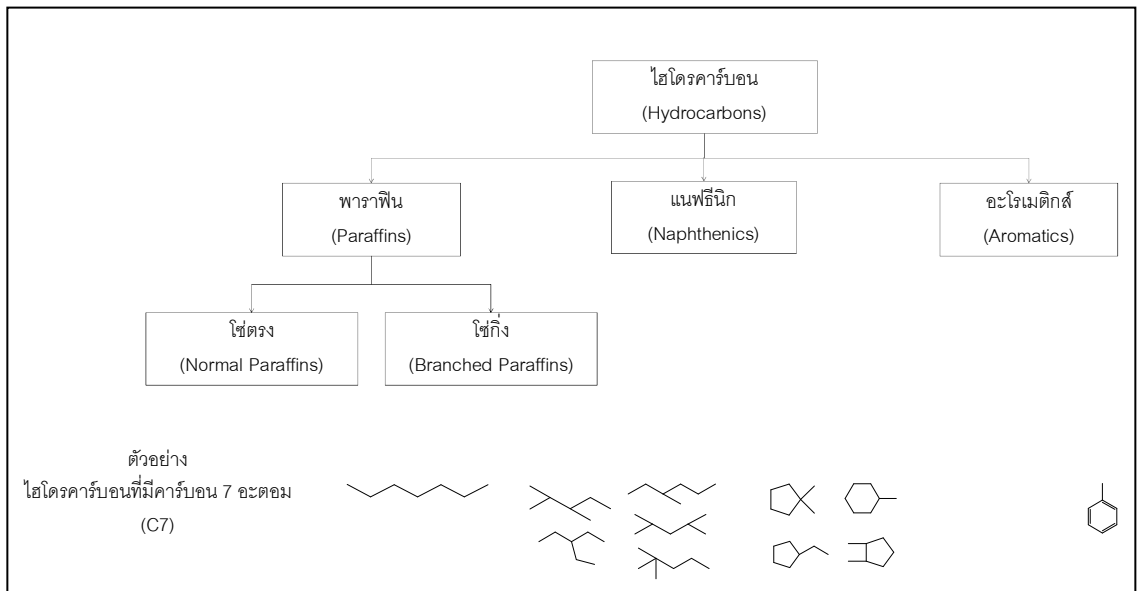 ไฮโดรคาร์บอน
(Hydrocarbons)
พาราฟิน
(Paraffins)
แนฟธีนิก
(Naphthenics)
อะโรเมติกส์
(Aromatics)
โซ่ตรง
(Normal Paraffins)
โซ่กิ่ง
(Branched Paraffins)
ตัวอย่าง
ไฮโดรคาร์บอนที่มีคาร์บอน 7 อะตอม
(C7)